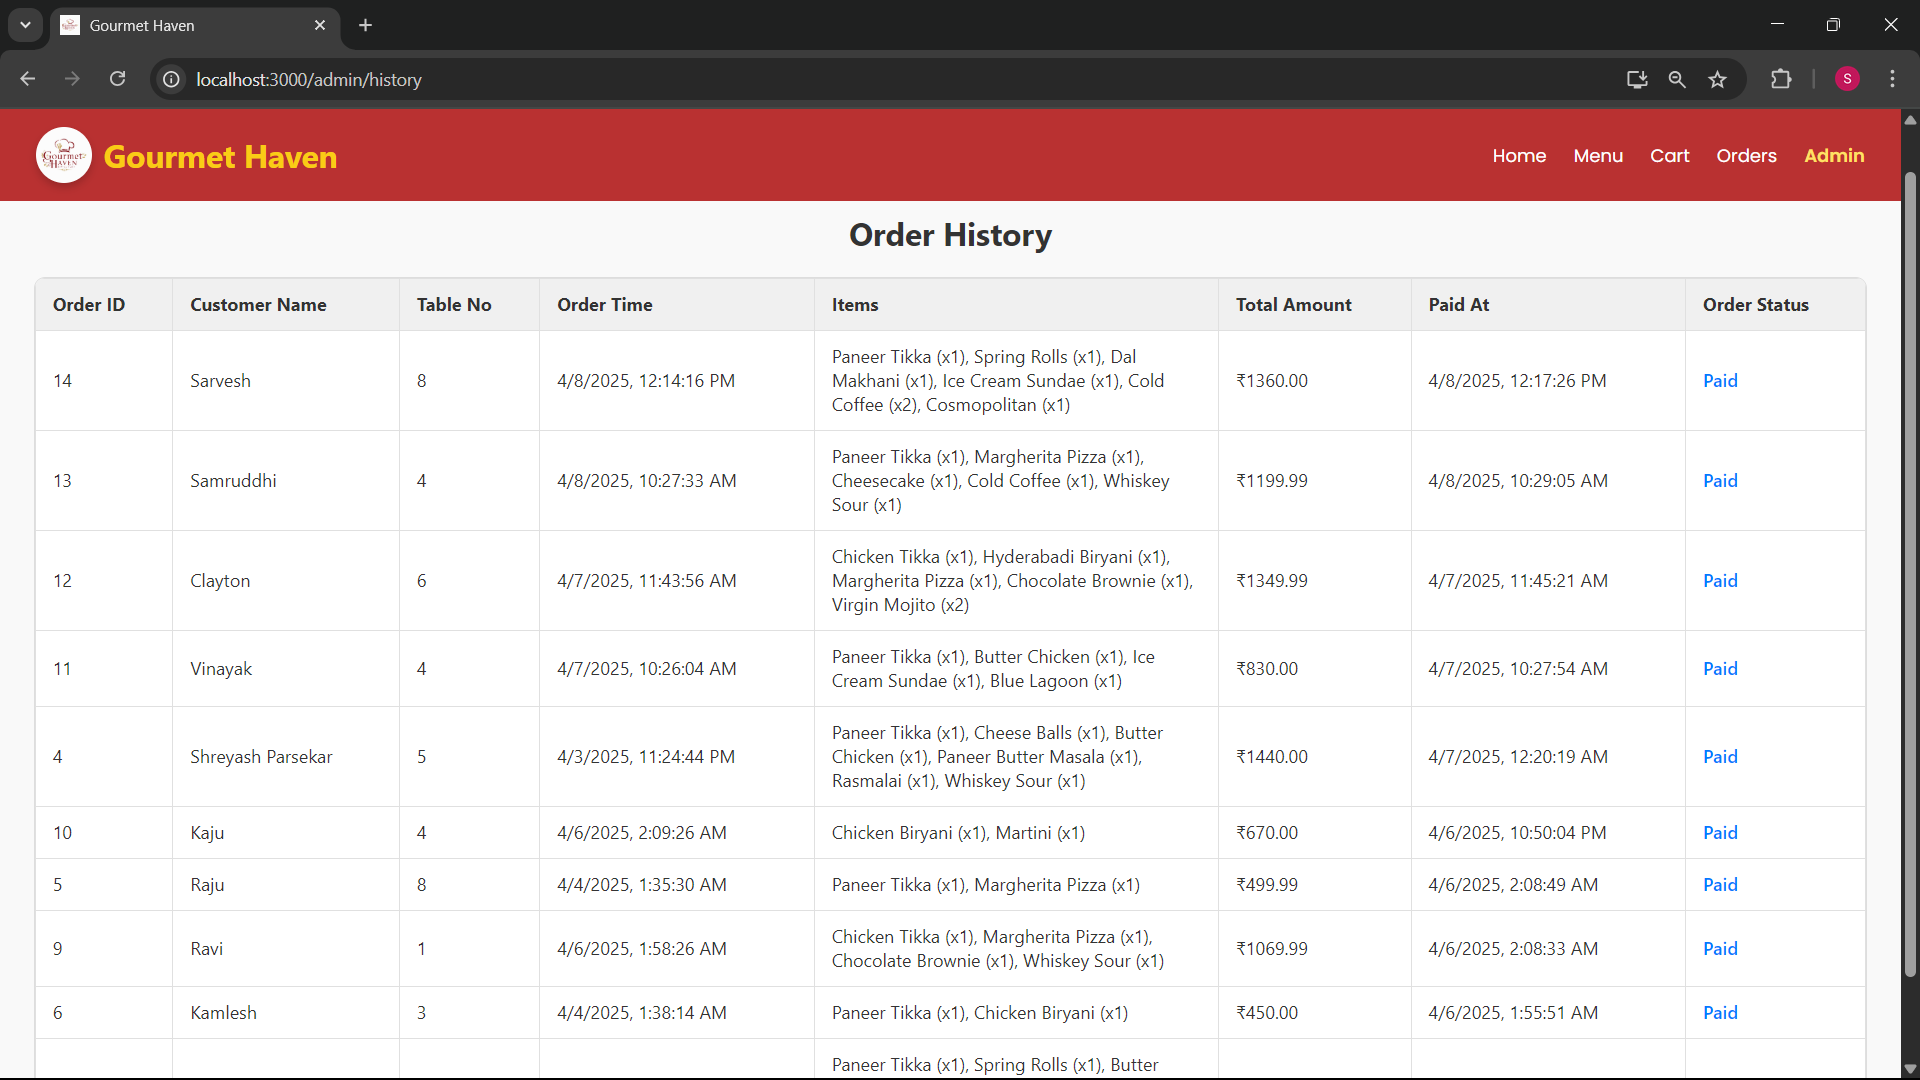 Gourmet Haven
localhost:3000/admin/history
S
Gourmet
HAVEN
Gourmet Haven
Home Menu Cart Orders Admin
Order History
Order ID Customer Name Table No Order Time Items Total Amount Paid At Order Status
Paneer Tikka (x1), Spring Rolls (x1), Dal
14 Sarvesh 8 4/8/2025, 12:14:16 PM Makhani (x1), Ice Cream Sundae (x1), Cold ₹1360.00 4/8/2025, 12:17:26 PM Paid
Coffee (x2), Cosmopolitan (x1)
Paneer Tikka (x1), Margherita Pizza (x1),
13 Samruddhi 4 4/8/2025, 10:27:33 AM Cheesecake (x1), Cold Coffee (x1), Whiskey ₹1199.99 4/8/2025, 10:29:05 AM Paid
Sour (x1)
Chicken Tikka (x1), Hyderabadi Biryani (x1),
12 Clayton 6 4/7/2025, 11:43:56 AM Margherita Pizza (x1), Chocolate Brownie (x1), ₹1349.99 4/7/2025, 11:45:21 AM Paid
Virgin Mojito (x2)
Paneer Tikka (x1), Butter Chicken (x1), Ice
11 Vinayak 4 4/7/2025, 10:26:04 AM Cream Sundae (x1), Blue Lagoon (x1) ₹830.00 4/7/2025, 10:27:54 AM Paid
Paneer Tikka (x1), Cheese Balls (x1), Butter
4 Shreyash Parsekar 5 4/3/2025, 11:24:44 PM Chicken (x1), Paneer Butter Masala (x1), ₹1440.00 4/7/2025, 12:20:19 AM Paid
Rasmalai (x1), Whiskey Sour (x1)
10 Kaju 4 4/6/2025, 2:09:26 AM Chicken Biryani (x1), Martini (x1) ₹670.00 4/6/2025, 10:50:04 PM Paid
5 Raju 8 4/4/2025, 1:35:30 AM Paneer Tikka (x1), Margherita Pizza (x1) ₹499.99 4/6/2025, 2:08:49 AM Paid
Chicken Tikka (x1), Margherita Pizza (x1),
9 Ravi 1 4/6/2025, 1:58:26 AM Chocolate Brownie (x1), Whiskey Sour (x1) ₹1069.99 4/6/2025, 2:08:33 AM Paid
6 Kamlesh 3 4/4/2025, 1:38:14 AM Paneer Tikka (x1), Chicken Biryani (x1) ₹450.00 4/6/2025, 1:55:51 AM Paid
Paneer Tikka (x1), Spring Rolls (x1), Butter